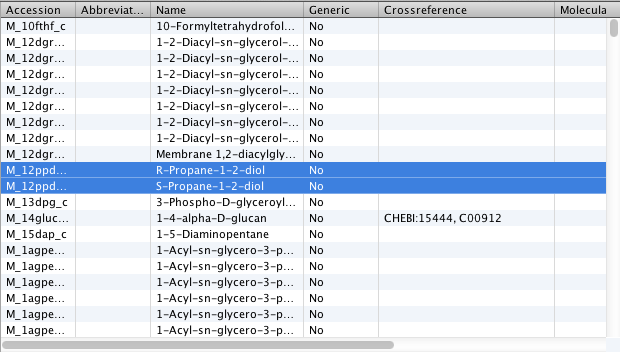 Accession Abbreviat... Name Generic Crossreference Molecula
M_10fthf_c 10-Formyltetrahydrofol... No
M_12dgr... 1-2-Diacyl-sn-glycerol-... No
M_12dgr... 1-2-Diacyl-sn-glycerol-... No
M_12dgr... 1-2-Diacyl-sn-glycerol-... No
M_12dgr... 1-2-Diacyl-sn-glycerol-... No
M_12dgr... 1-2-Diacyl-sn-glycerol-... No
M_12dgr... 1-2-Diacyl-sn-glycerol-... No
M_12dgr... 1-2-Diacyl-sn-glycerol-... No
M_12dgr... Membrane 1,2-diacylgly... No
M_12ppd... R-Propane-1-2-diol No
M_12ppd... S-Propane-1-2-diol No
M_13dpg_c 3-Phospho-D-glyceroyl... No
M_14gluc... 1-4-alpha-D-glucan No CHEBI:15444, C00912
M_15dap_c 1-5-Diaminopentane No
M_1agpe... 1-Acyl-sn-glycero-3-p... No
M_1agpe... 1-Acyl-sn-glycero-3-p... No
M_1agpe... 1-Acyl-sn-glycero-3-p... No
M_1agpe... 1-Acyl-sn-glycero-3-p... No
M_1agpe... 1-Acyl-sn-glycero-3-p... No
M_1agpe... 1-Acyl-sn-glycero-3-p... No